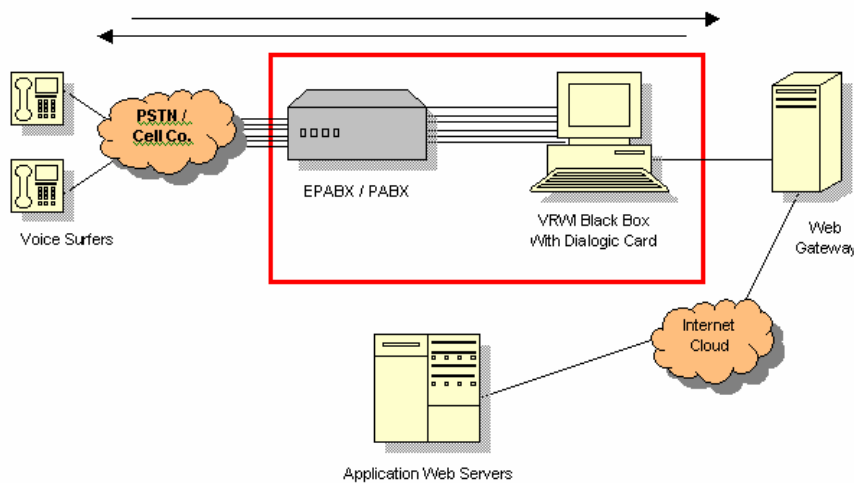 PSTN /
Cell Co.
EPABX / PABX
Voice Surfers
VRWI Black Box
With Dialogic Card
Web
Gateway
Internet
Cloud
Application Web Servers